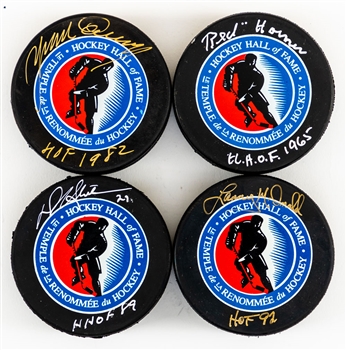 HOCKEY HALL OF FAME
LE TEMPLE de LA RENOMMÉE du HOCKEY
HOF 1982
"Red" Horner
HOCKEY HALL OF FAME
LE TEMPLE de LA RENOMMÉE du HOCKEY
H.H.O.F. 1965
HOCKEY HALL OF FAME
LE TEMPLE de LA RENOMMÉE du HOCKEY
HHOF
Lanny McDonald
HOCKEY HALL OF FAME
LE TEMPLE de LA RENOMMÉE du HOCKEY
HOF 92